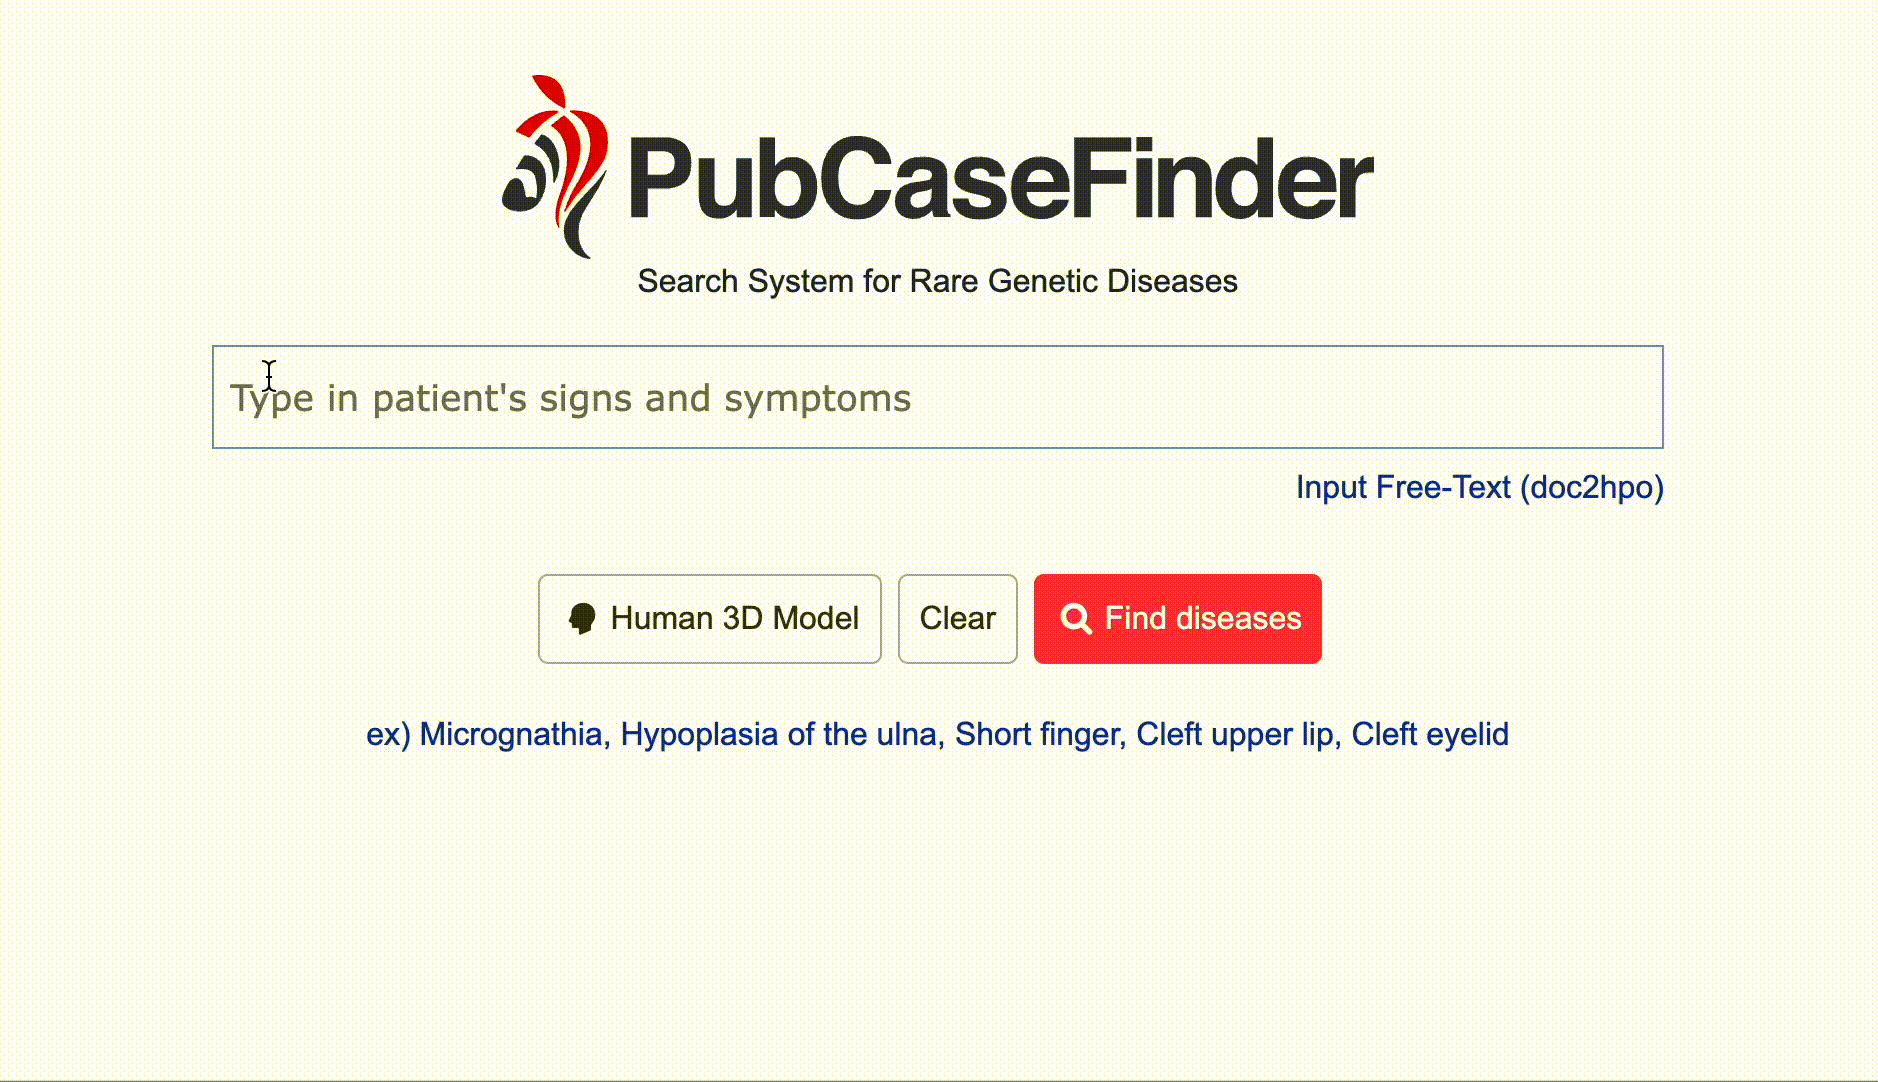 PubCaseFinder
Search System for Rare Genetic Diseases
Type in patient's signs and symptoms
Input Free-Text (doc2hpo)
Human 3D Model
Clear
Find diseases
ex) Micrognathia, Hypoplasia of the ulna, Short finger, Cleft upper lip, Cleft eyelid